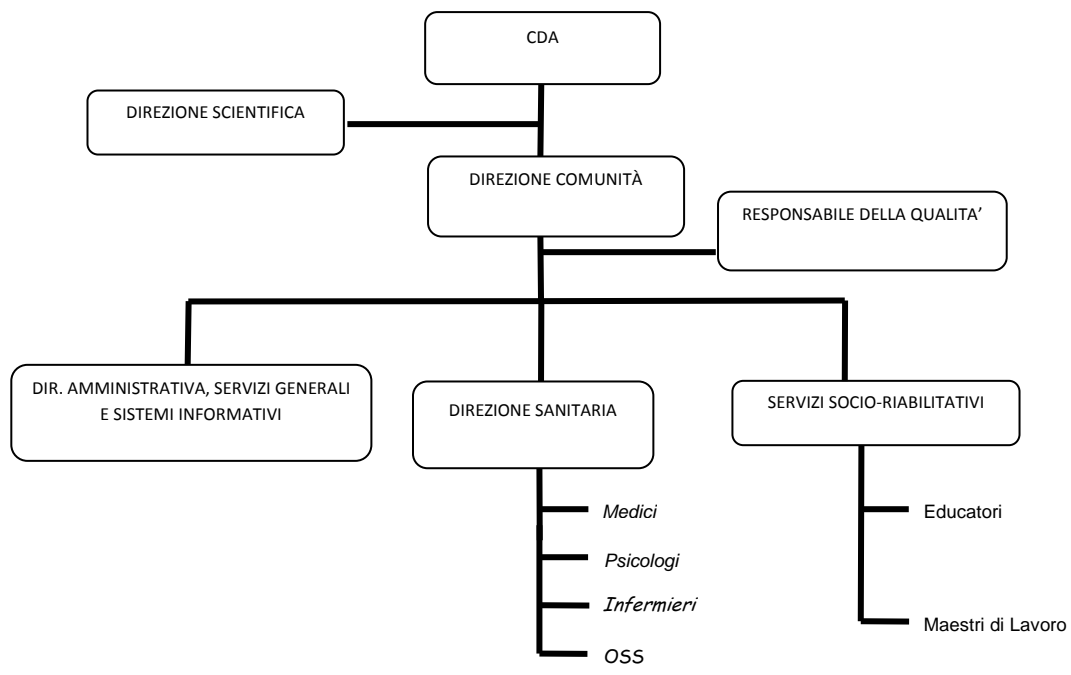 CDA
DIREZIONE SCIENTIFICA
DIREZIONE COMUNITÀ
RESPONSABILE DELLA QUALITA’
DIR. AMMINISTRATIVA, SERVIZI GENERALI
E SISTEMI INFORMATIVI
DIREZIONE SANITARIA
SERVIZI SOCIO-RIABILITATIVI
Medici
Psicologi
Infermieri
OSS
Educatori
Maestri di Lavoro